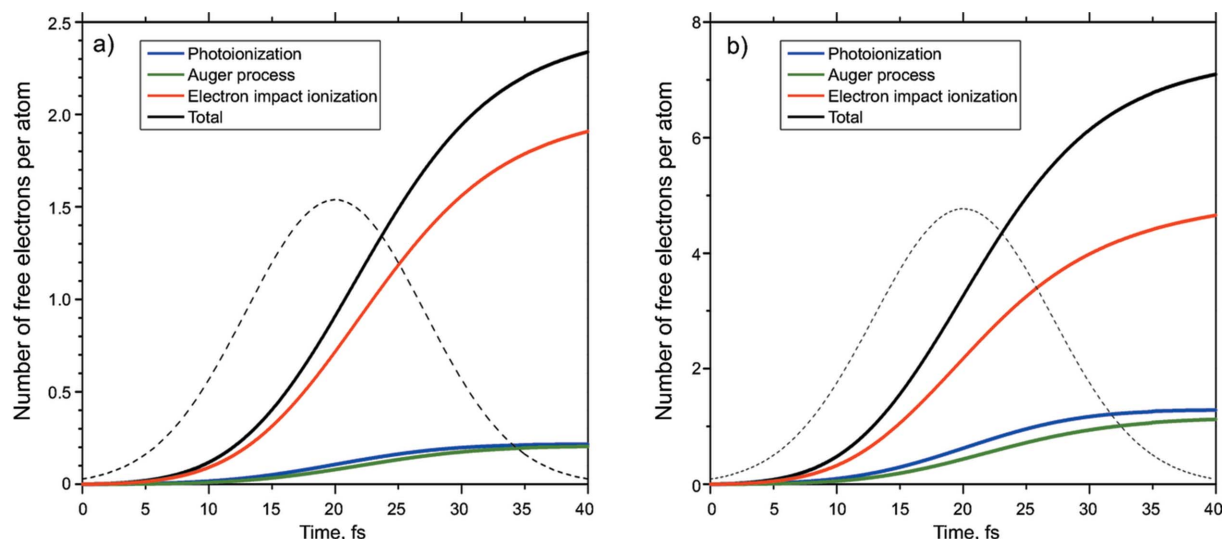 a)
Photoionization
Auger process
Electron impact ionization
Total
Number of free electrons per atom
2.5
2.0
1.5
1.0
0.5
0
0 5 10 15 20 25 30 35 40
Time, fs
b)
Photoionization
Auger process
Electron impact ionization
Total
Number of free electrons per atom
8
6
4
2
0
0 5 10 15 20 25 30 35 40
Time, fs